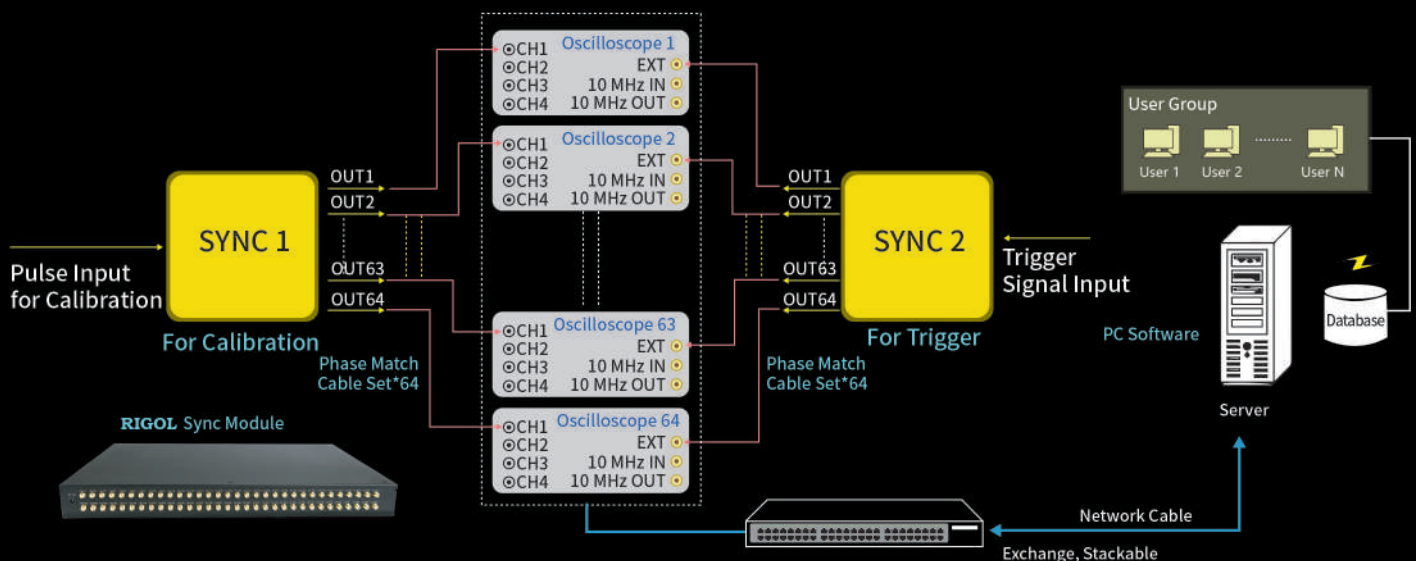 Oscilloscope 1
CH1
EXT
CH2
10 MHz IN
CH3
10 MHz OUT
CH4
Oscilloscope 2
CH1
EXT
CH2
10 MHz IN
CH3
10 MHz OUT
CH4
Oscilloscope 63
CH1
EXT
CH2
10 MHz IN
CH3
10 MHz OUT
CH4
Oscilloscope 64
CH1
EXT
CH2
10 MHz IN
CH3
10 MHz OUT
CH4
Pulse Input
for Calibration
SYNC 1
For Calibration
OUT1
OUT2
OUT63
OUT64
Phase Match
Cable Set*64
RIGOL Sync Module
OUT1
OUT2
OUT63
OUT64
Phase Match
Cable Set*64
SYNC 2
For Trigger
Trigger
Signal Input
User Group
User 1
User 2
User N
PC Software
Database
Server
Network Cable
Exchange, Stackable